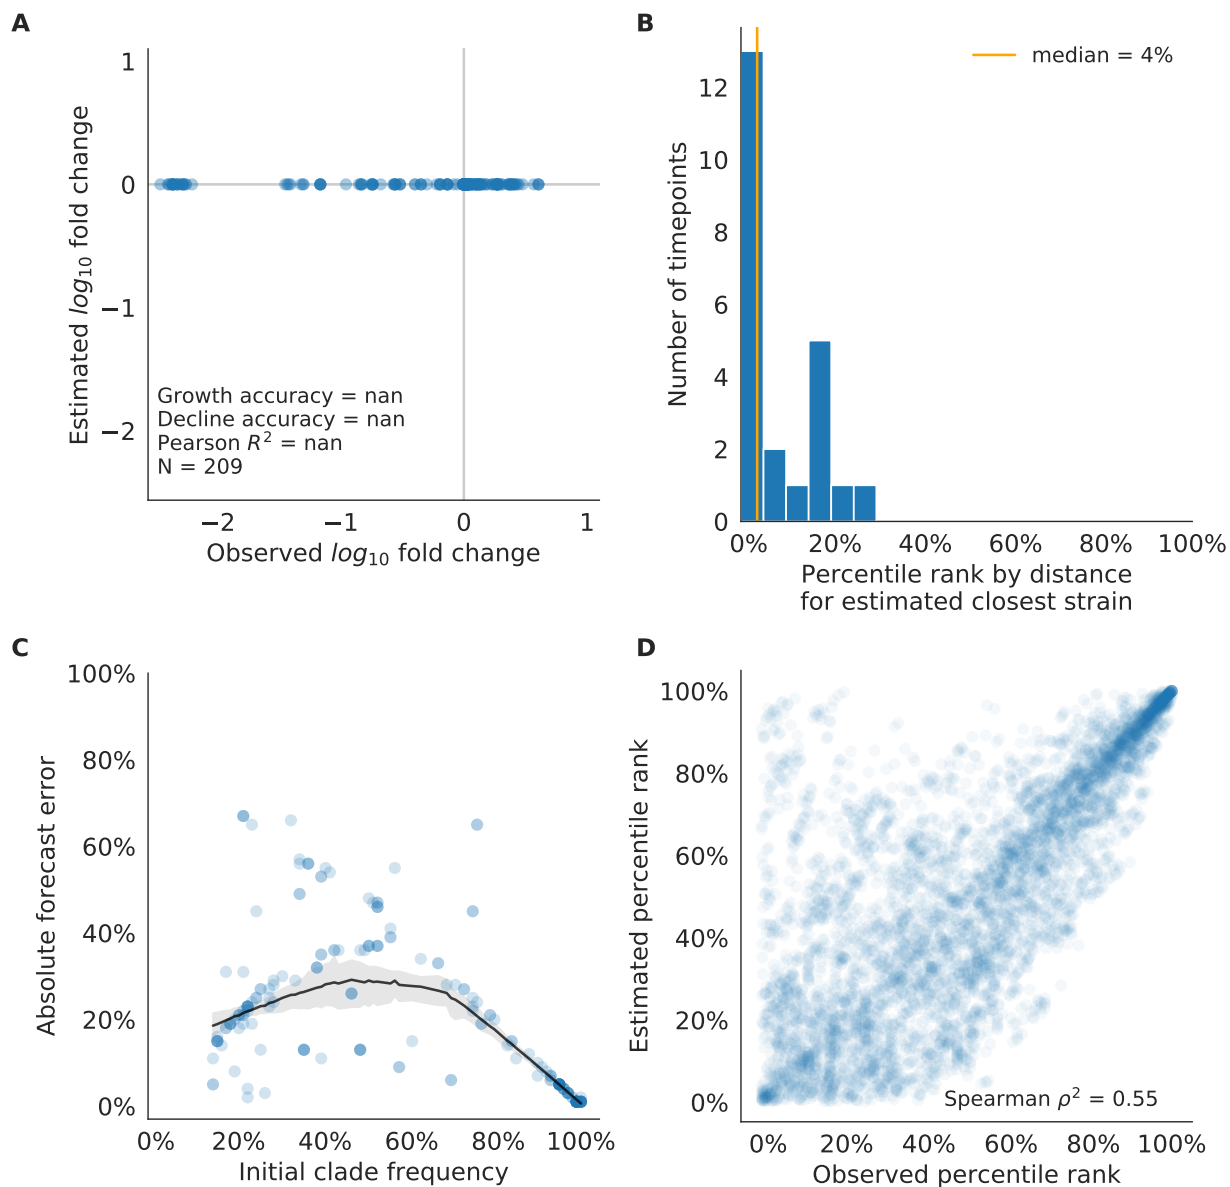 A
1
0
−1
−2
Estimated log10 fold change
Growth accuracy = nan
Decline accuracy = nan
Pearson R² = nan
N = 209
−2 −1 0 1
Observed log10 fold change
B
median = 4%
12
10
8
6
4
2
0
Number of timepoints
0% 20% 40% 60% 80% 100%
Percentile rank by distance
for estimated closest strain
C
100%
80%
60%
40%
20%
0%
Absolute forecast error
0% 20% 40% 60% 80% 100%
Initial clade frequency
D
100%
80%
60%
40%
20%
0%
Estimated percentile rank
Spearman ρ² = 0.55
0% 20% 40% 60% 80% 100%
Observed percentile rank